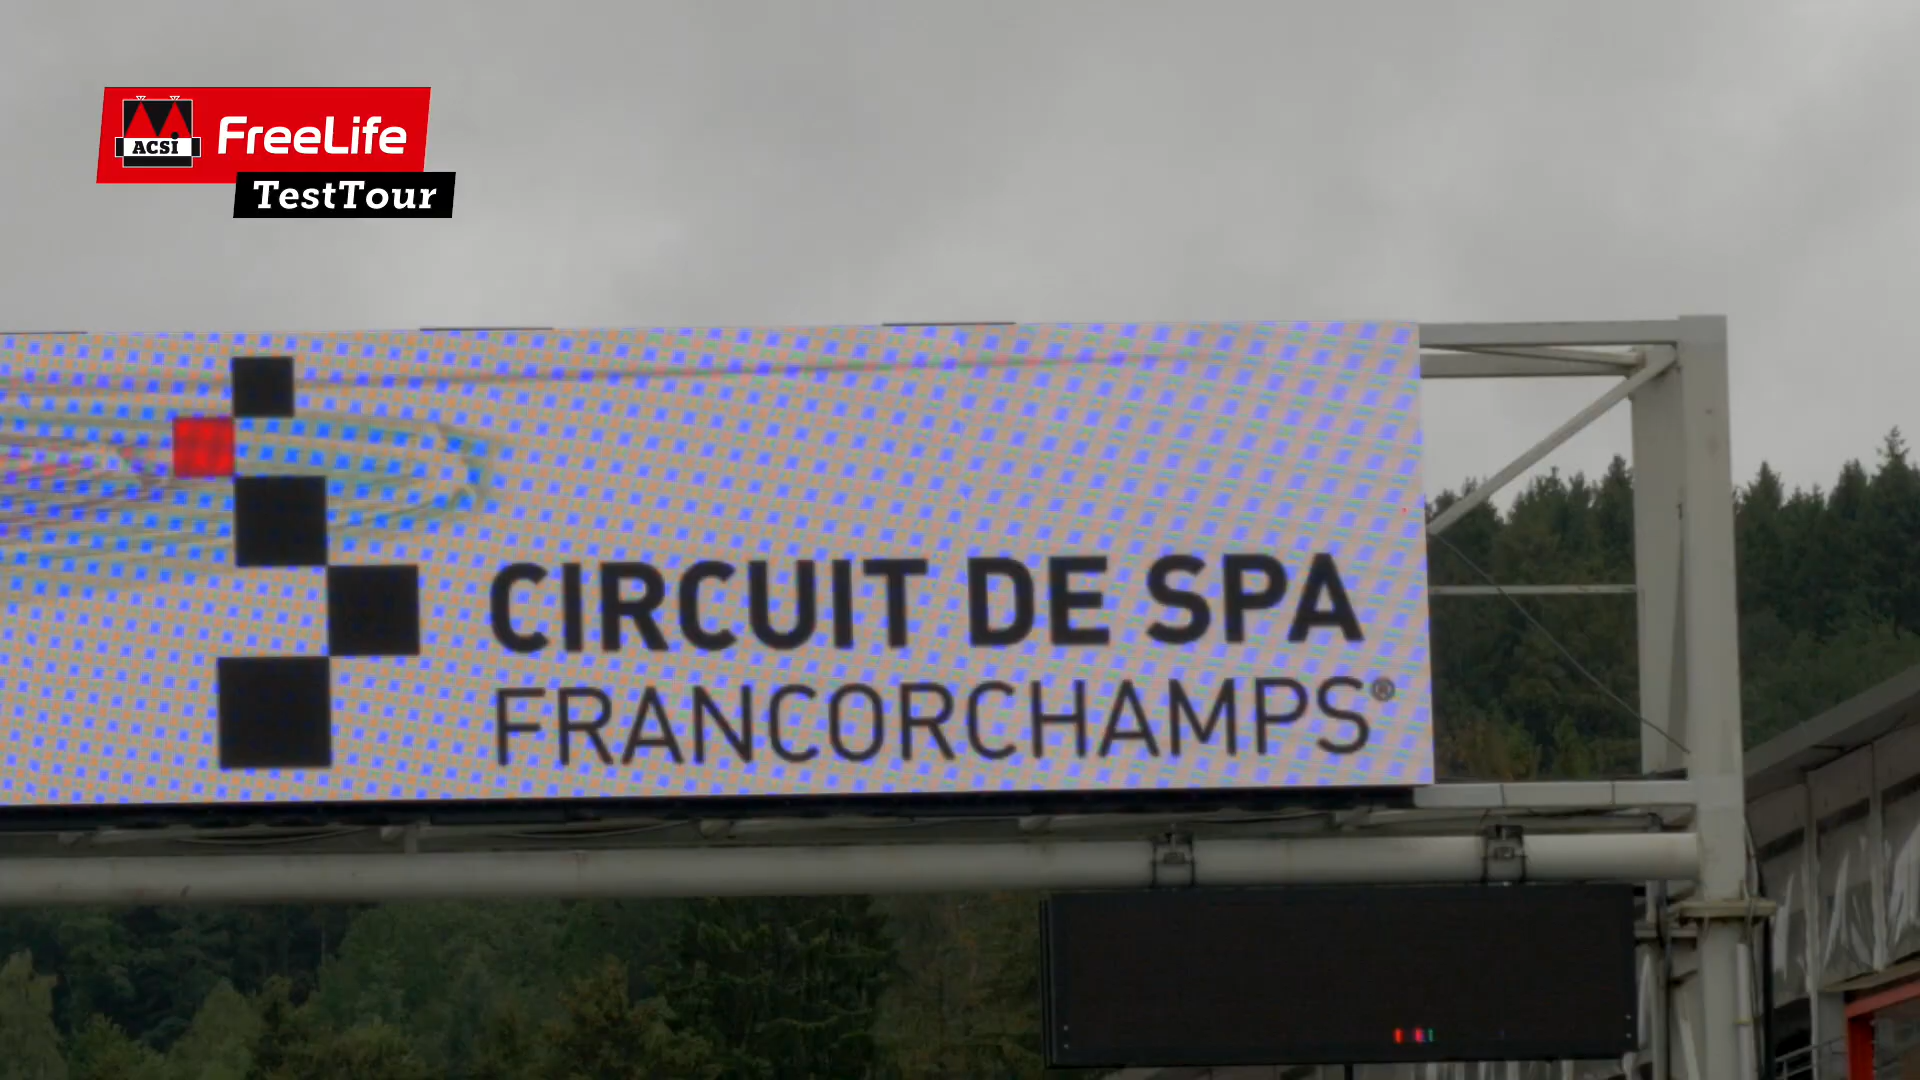 ACSI
FreeLife
TestTour
CIRCUIT DE SPA
FRANCORCHAMPS®